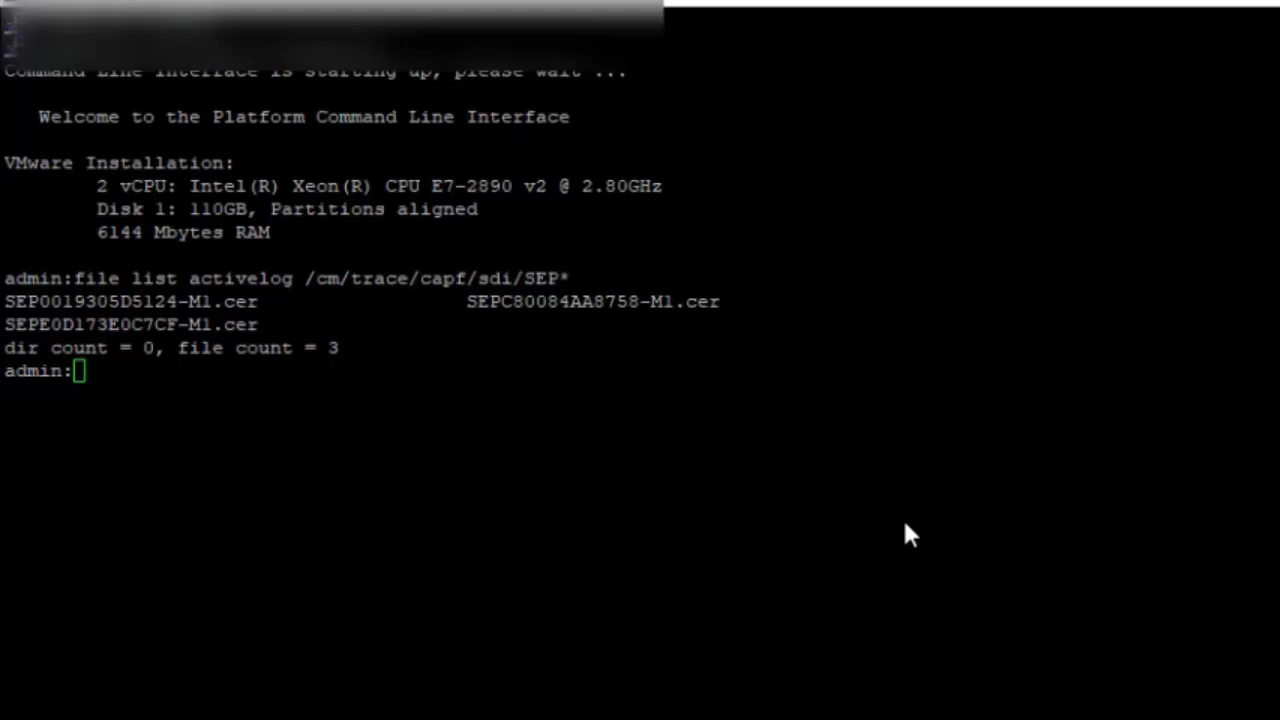 Command Line Interface is starting up, please wait ...
Welcome to the Platform Command Line Interface
VMware Installation:
2 vCPU: Intel(R) Xeon(R) CPU E7-2890 v2 @ 2.80GHz
Disk 1: 110GB, Partitions aligned
6144 Mbytes RAM
admin:file list activelog /cm/trace/capf/sdi/SEP*
SEP0019305D5124-M1.cer SEPC80084AA8758-M1.cer
SEPE0D173E0C7CF-M1.cer
dir count = 0, file count = 3
admin: